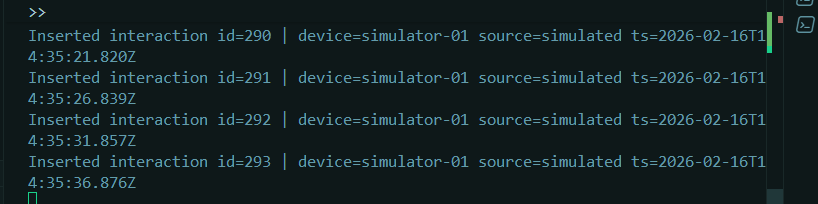 >>
Inserted interaction id=290 | device=simulator-01 source=simulated ts=2026-02-16T1
4:35:21.820Z
Inserted interaction id=291 | device=simulator-01 source=simulated ts=2026-02-16T1
4:35:26.839Z
Inserted interaction id=292 | device=simulator-01 source=simulated ts=2026-02-16T1
4:35:31.857Z
Inserted interaction id=293 | device=simulator-01 source=simulated ts=2026-02-16T1
4:35:36.876Z